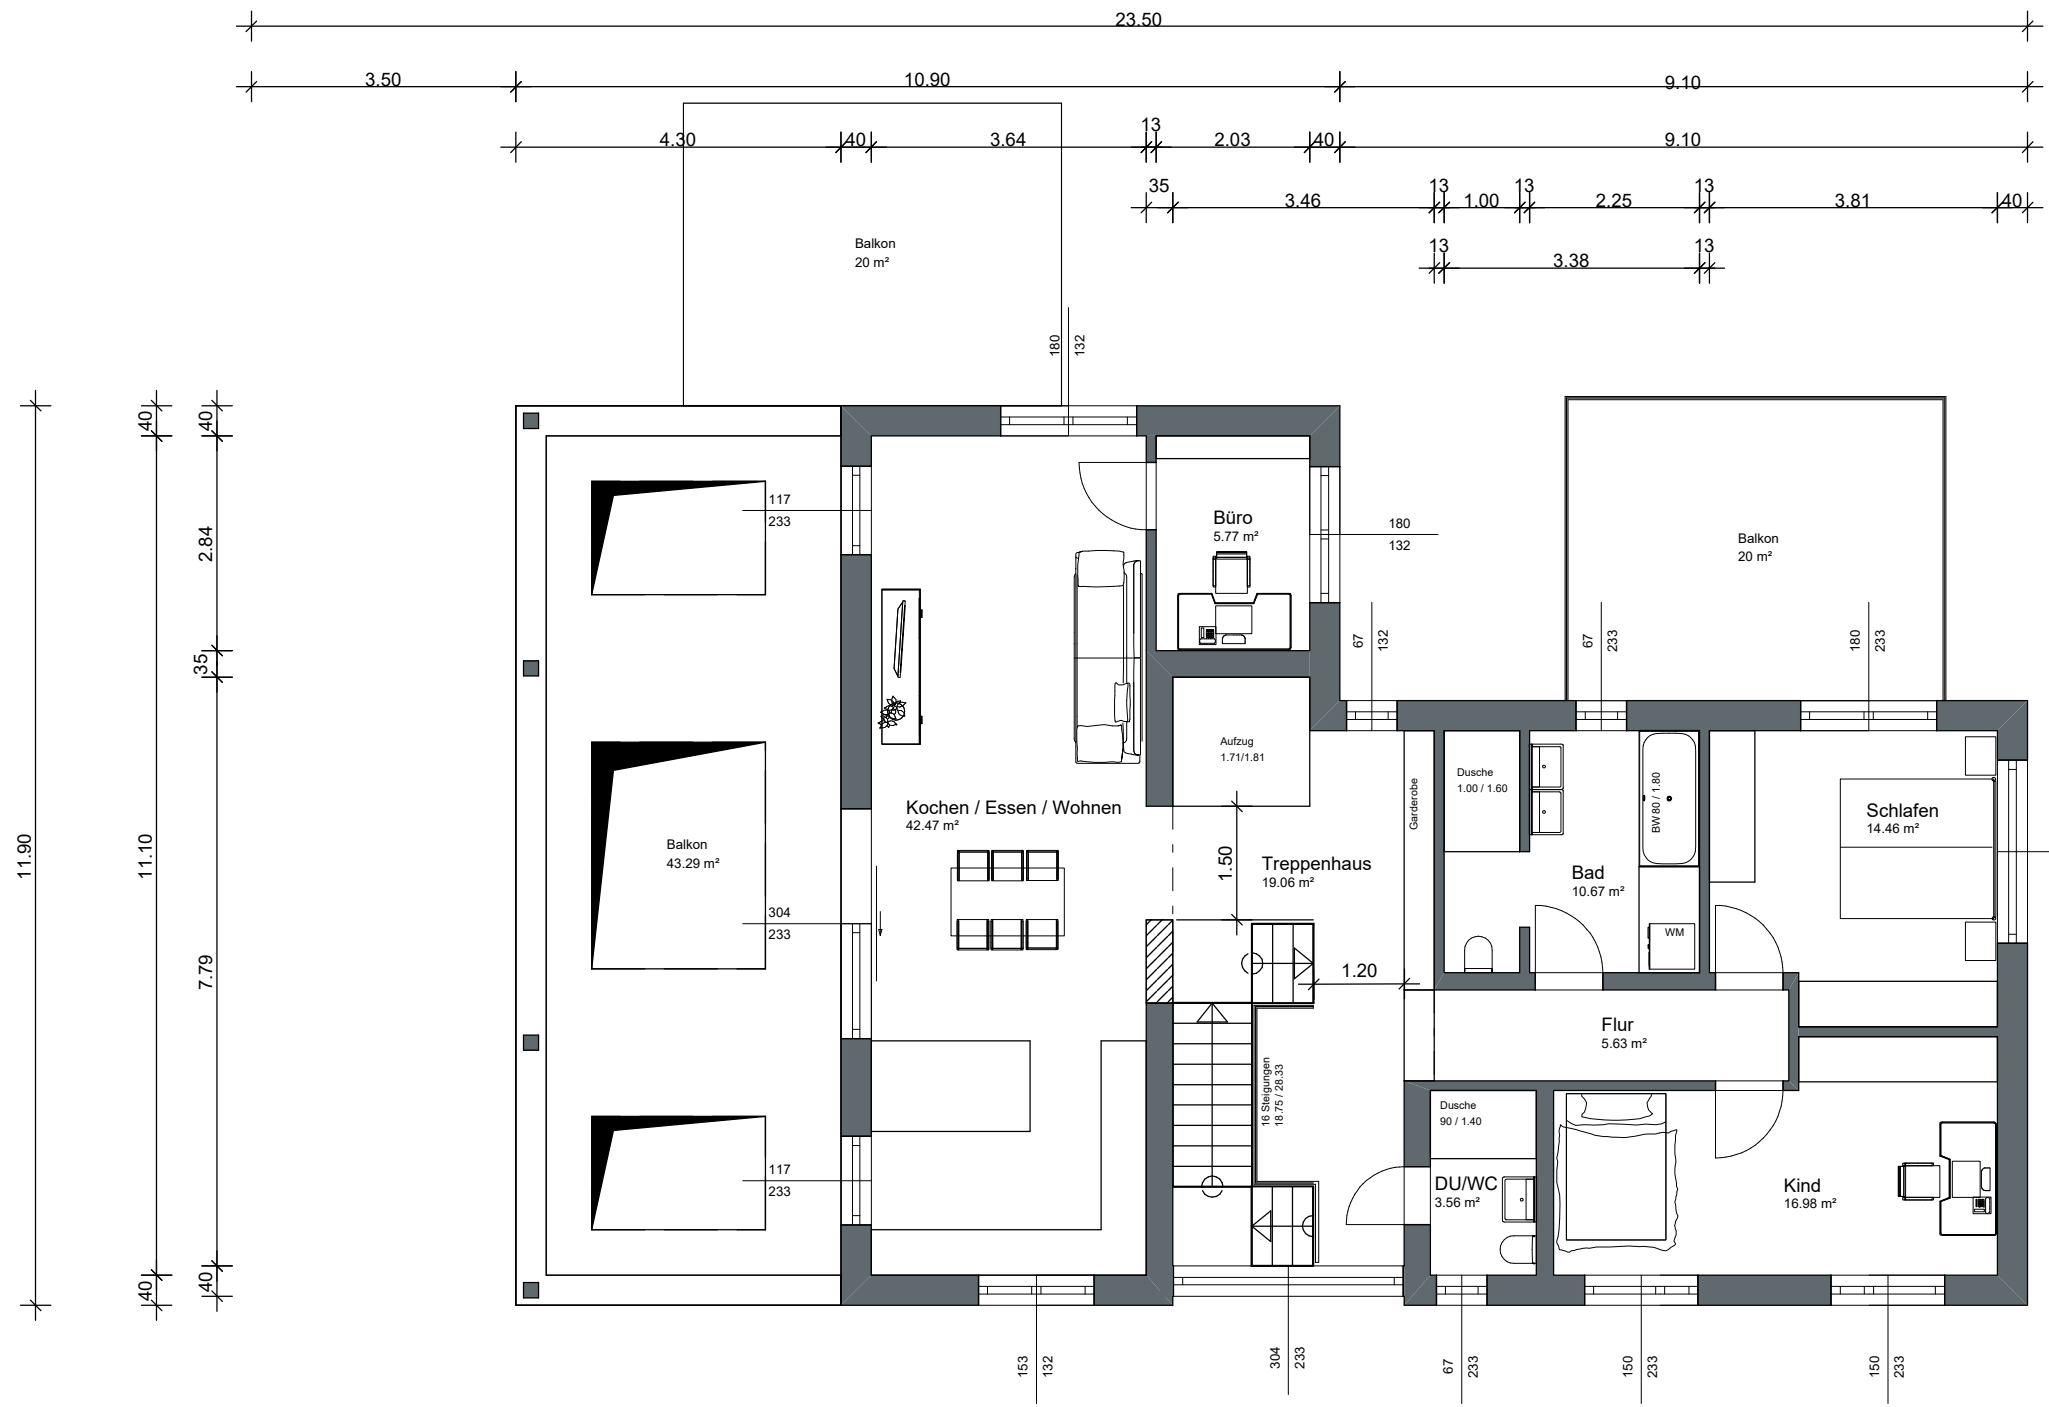 23.50
3.50
10.90
9.10
4.30
40
3.64
13
2.03
40
9.10
35
3.46
13
1.00
13
2.25
13
3.81
40
13
3.38
13
Balkon
20 m²
180
132
40
40
2.84
35
11.90
11.10
7.79
40
40
117
233
Büro
5.77 m²
180
132
67
132
67
233
180
233
Balkon
20 m²
Aufzug
1.71/1.81
Kochen / Essen / Wohnen
42.47 m²
Balkon
43.29 m²
304
233
1.50
Treppenhaus
19.06 m²
Garderobe
Dusche
1.00 / 1.60
BW 80 / 1.80
Bad
10.67 m²
WM
Schlafen
14.46 m²
1.20
Flur
5.63 m²
16 Steigungen
18.75 / 28.33
Dusche
90 / 1.40
DU/WC
3.56 m²
Kind
16.98 m²
117
233
153
132
304
233
67
233
150
233
150
233